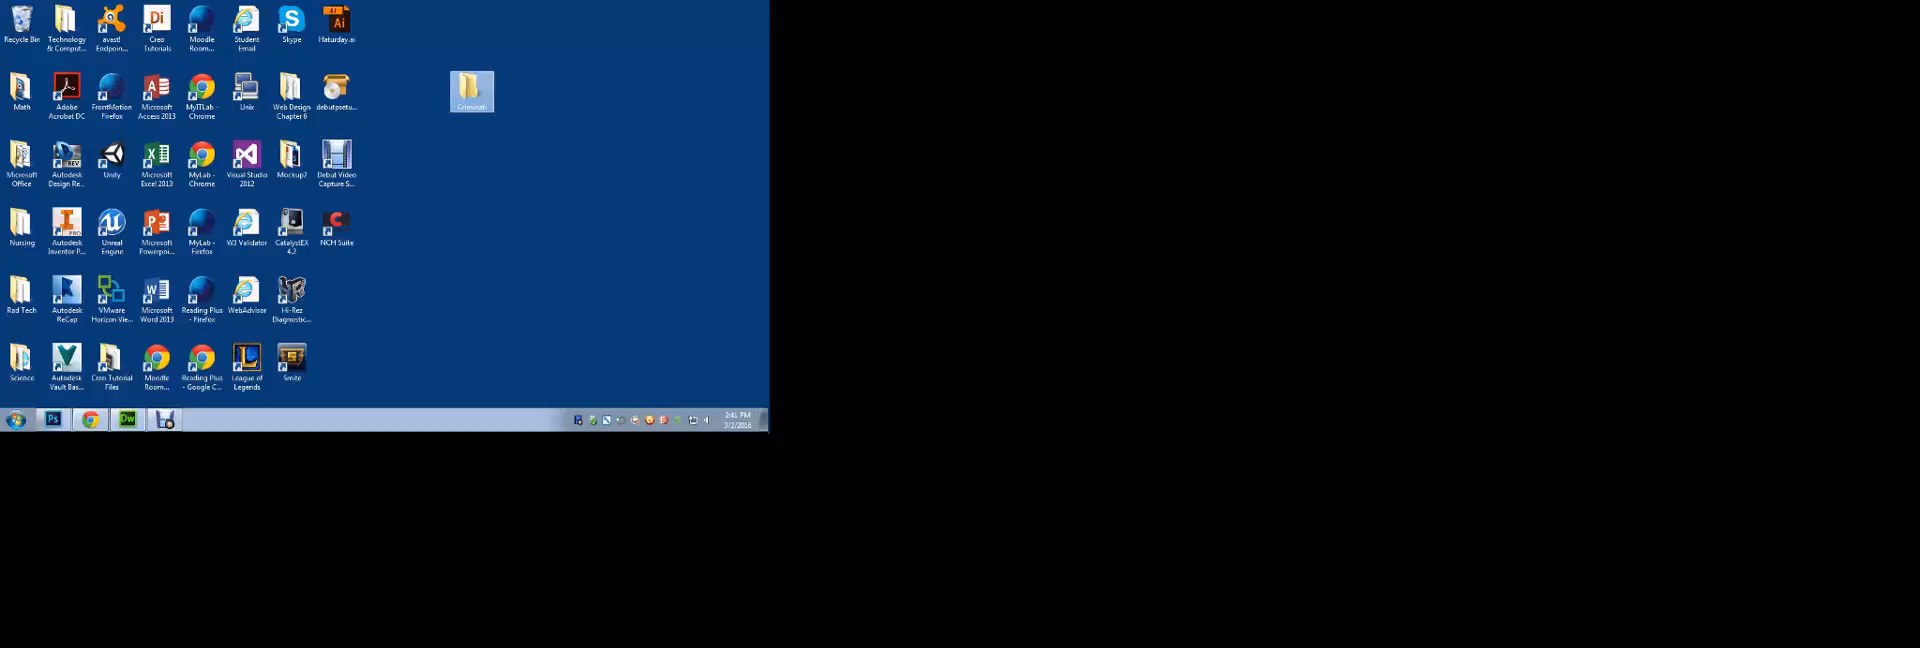 Recycle Bin
Technology
& Comput...
avast!
Endpoin...
Creo
Tutorials
Moodle
Room...
Student
Email
Skype
Haturday.ai
Math
Adobe
Acrobat DC
FrontMotion
Firefox
Microsoft
Access 2013
MyITLab -
Chrome
Unix
Web Design
Chapter 6
debutpsetu...
Griminati
Microsoft
Office
Autodesk
Design Re...
Unity
Microsoft
Excel 2013
MyLab -
Chrome
Visual Studio
2012
Mockup2
Debut Video
Capture S...
Nursing
Autodesk
Inventor P...
Unreal
Engine
Microsoft
Powerpoi...
MyLab -
Firefox
W3 Validator
CatalystEX
4.2
NCH Suite
Rad Tech
Autodesk
ReCap
VMware
Horizon Vie...
Microsoft
Word 2013
Reading Plus
- Firefox
WebAdvisor
Hi-Rez
Diagnostic...
Science
Autodesk
Vault Bas...
Creo Tutorial
Files
Moodle
Room...
Reading Plus
- Google C...
League of
Legends
Smite
Ps
Dw
2:41 PM
3/2/2016